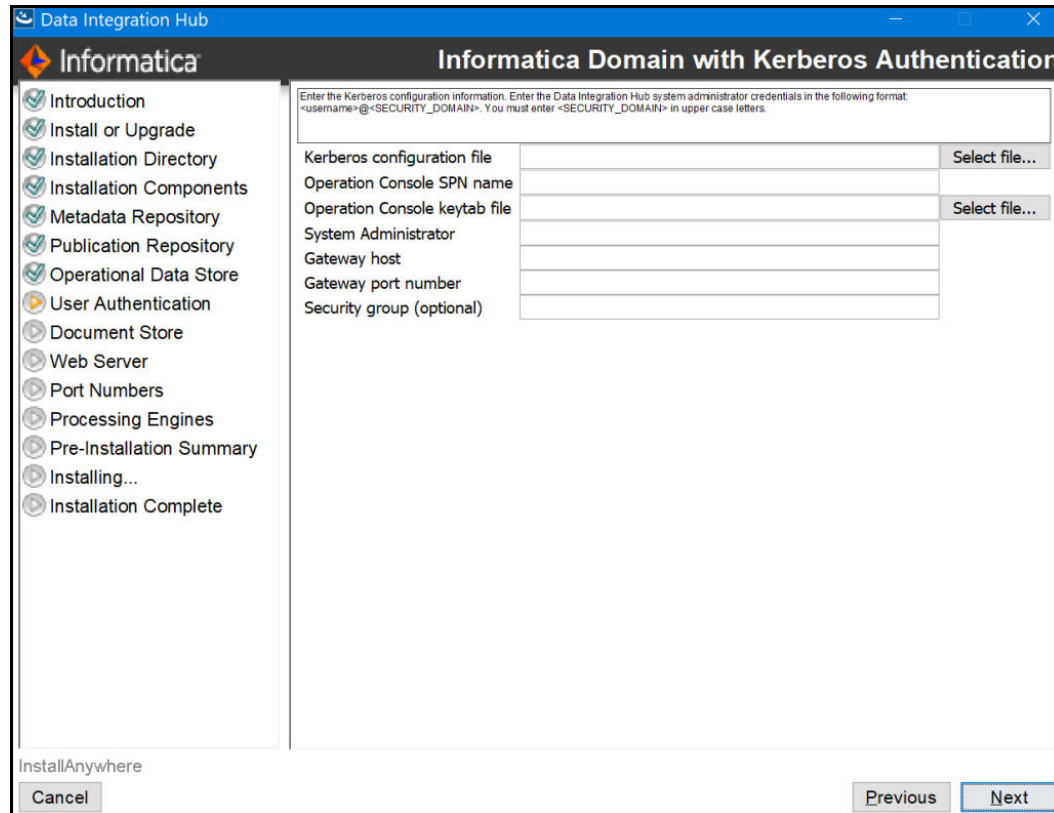 Data Integration Hub
Informatica
Informatica Domain with Kerberos Authentication
Introduction
Install or Upgrade
Installation Directory
Installation Components
Metadata Repository
Publication Repository
Operational Data Store
User Authentication
Document Store
Web Server
Port Numbers
Processing Engines
Pre-Installation Summary
Installing...
Installation Complete
Enter the Kerberos configuration information. Enter the Data Integration Hub system administrator credentials in the following format:
<username>@<SECURITY_DOMAIN>. You must enter <SECURITY_DOMAIN> in upper case letters.
Kerberos configuration file Select file...
Operation Console SPN name
Operation Console keytab file Select file...
System Administrator
Gateway host
Gateway port number
Security group (optional)
InstallAnywhere
Cancel Previous Next